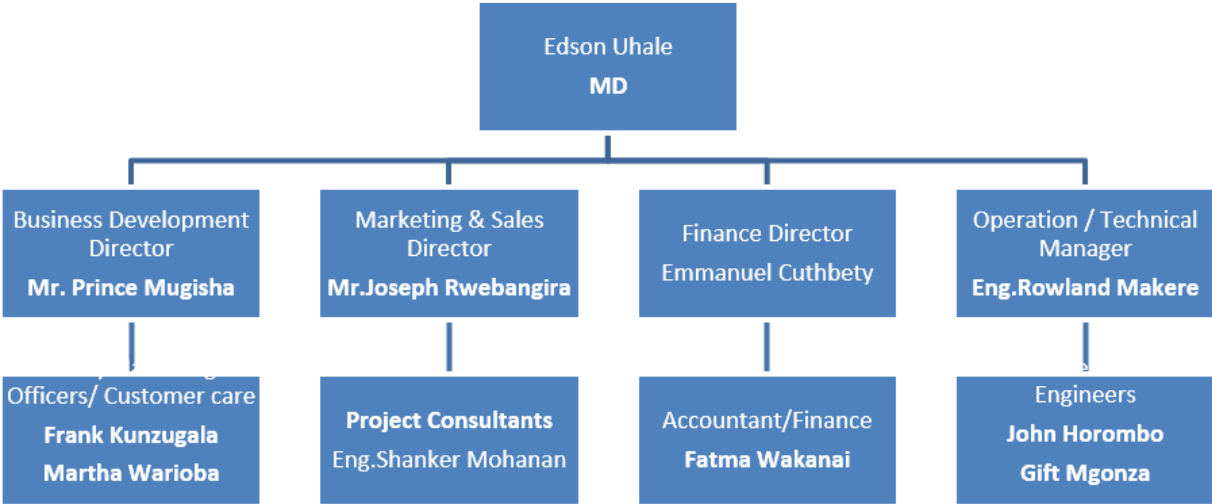 Edson Uhale
MD
Business Development
Director
Mr. Prince Mugisha
Marketing & Sales
Director
Mr.Joseph Rwebangira
Finance Director
Emmanuel Cuthbety
Operation / Technical
Manager
Eng.Rowland Makere
Officers/ Customer care
Frank Kunzugala
Martha Warioba
Project Consultants
Eng.Shanker Mohanan
Accountant/Finance
Fatma Wakanai
Engineers
John Horombo
Gift Mgonza